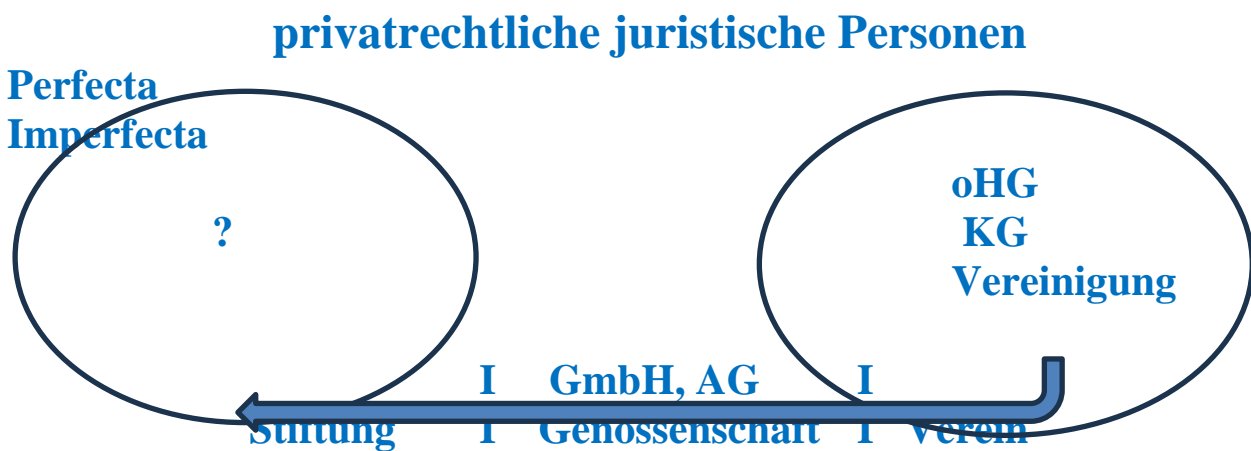 privatrechtliche juristische Personen
Perfecta
Imperfecta
oHG
?
KG
Vereinigung
I GmbH, AG I
Stiftung I Genossenschaft I Verein